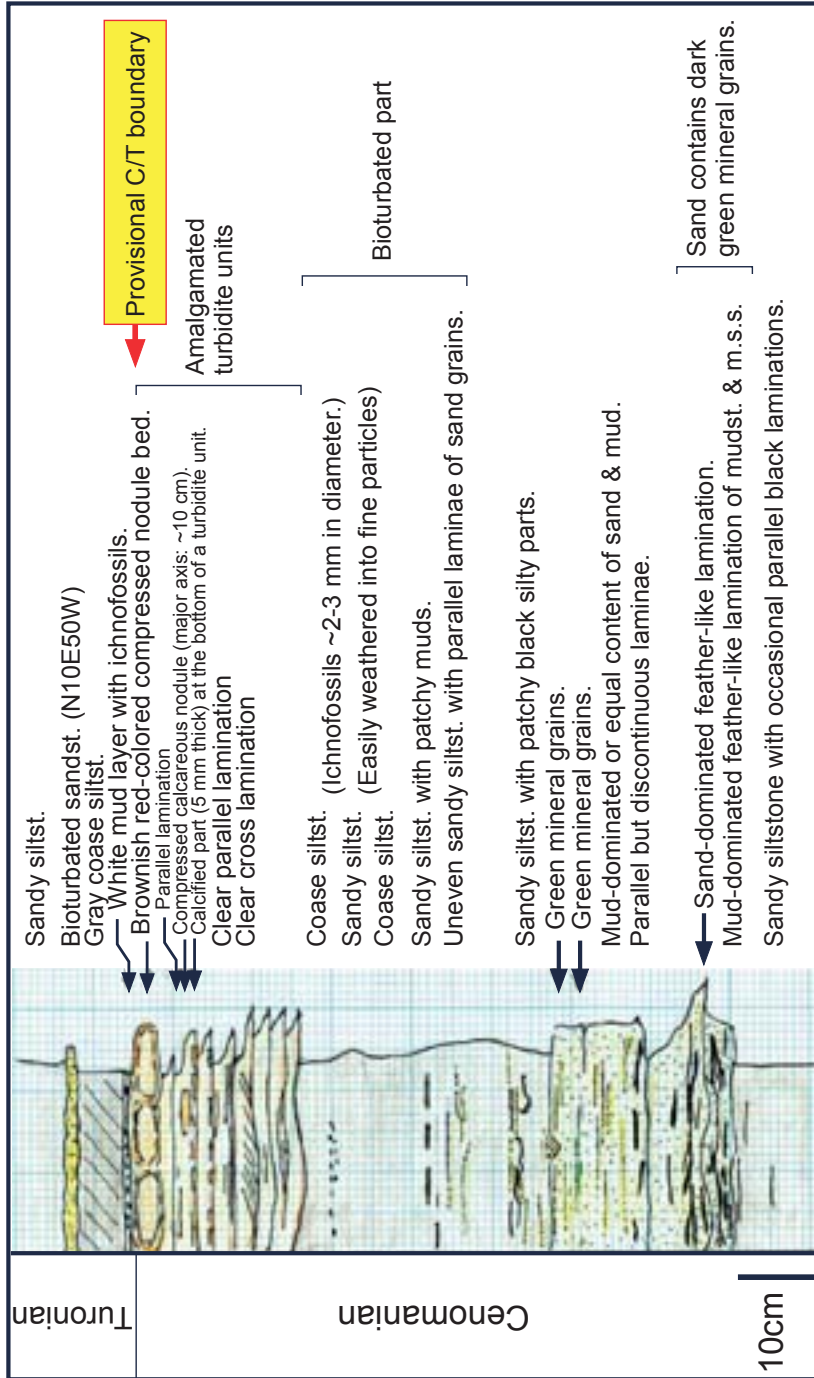 Sandy siltst.
Bioturbated sandst. (N10E50W)
Gray coase siltst.
White mud layer with ichnofossils.
Brownish red-colored compressed nodule bed.
Parallel lamination
Compressed calcareous nodule (major axis: ~10 cm).
Calcified part (5 mm thick) at the bottom of a turbidite unit.
Clear parallel lamination
Clear cross lamination
Provisional C/T boundary
Amalgamated
turbidite units
Coase siltst. (Ichnofossils ~2-3 mm in diameter.)
Sandy siltst. (Easily weathered into fine particles)
Coase siltst.
Sandy siltst. with patchy muds.
Uneven sandy siltst. with parallel laminae of sand grains.
Bioturbated part
Sandy siltst. with patchy black silty parts.
Green mineral grains.
Green mineral grains.
Mud-dominated or equal content of sand & mud.
Parallel but discontinuous laminae.
Sand-dominated feather-like lamination.
Mud-dominated feather-like lamination of mudst. & m.s.s.
Sand contains dark
green mineral grains.
Sandy siltstone with occasional parallel black laminations.
Turonian
Cenomanian
10cm